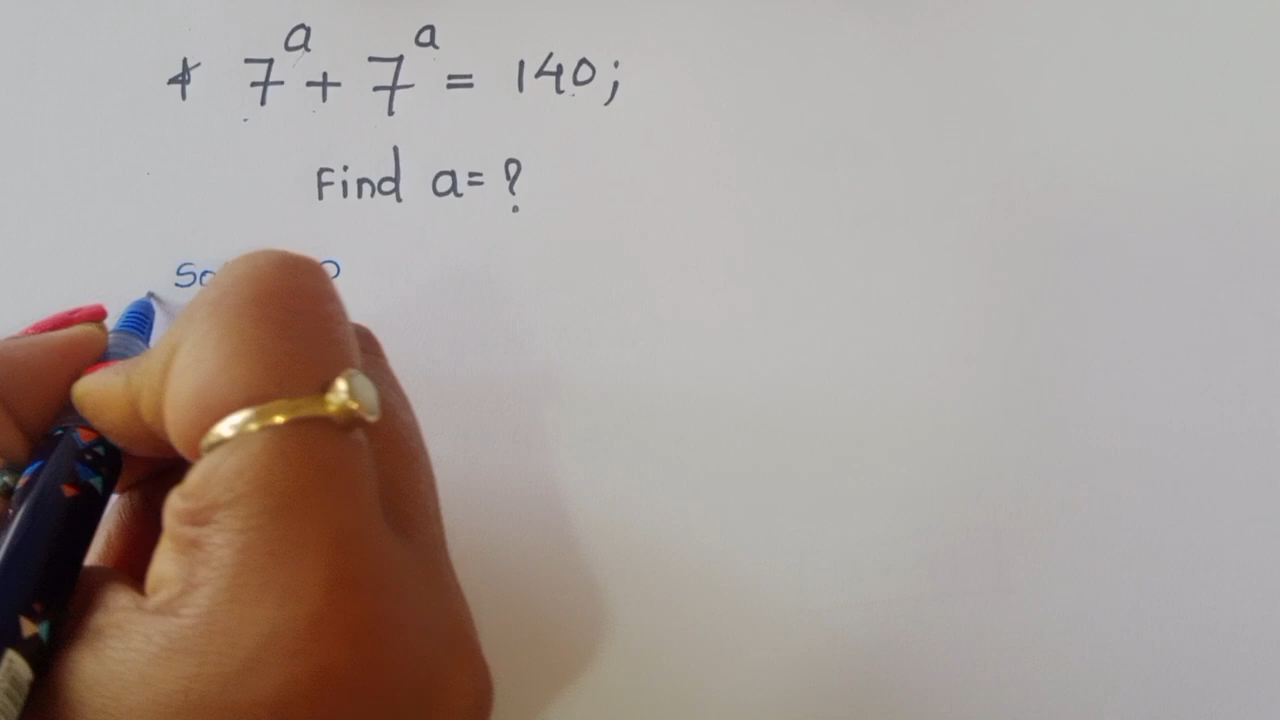 * 7^a + 7^a = 140;
Find a = ?